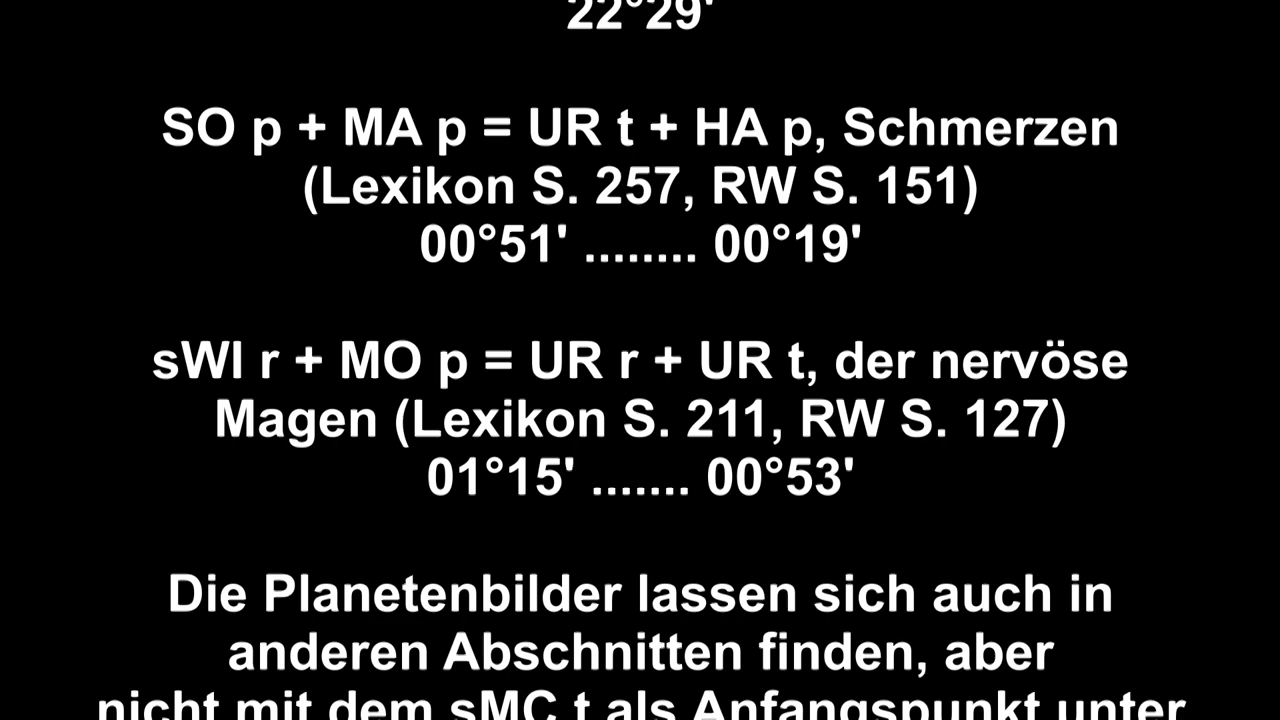 22°29'
SO p + MA p = UR t + HA p, Schmerzen
(Lexikon S. 257, RW S. 151)
00°51' ........ 00°19'
sWI r + MO p = UR r + UR t, der nervöse
Magen (Lexikon S. 211, RW S. 127)
01°15' ....... 00°53'
Die Planetenbilder lassen sich auch in
anderen Abschnitten finden, aber
nicht mit dem sMC t als Anfangspunkt unter